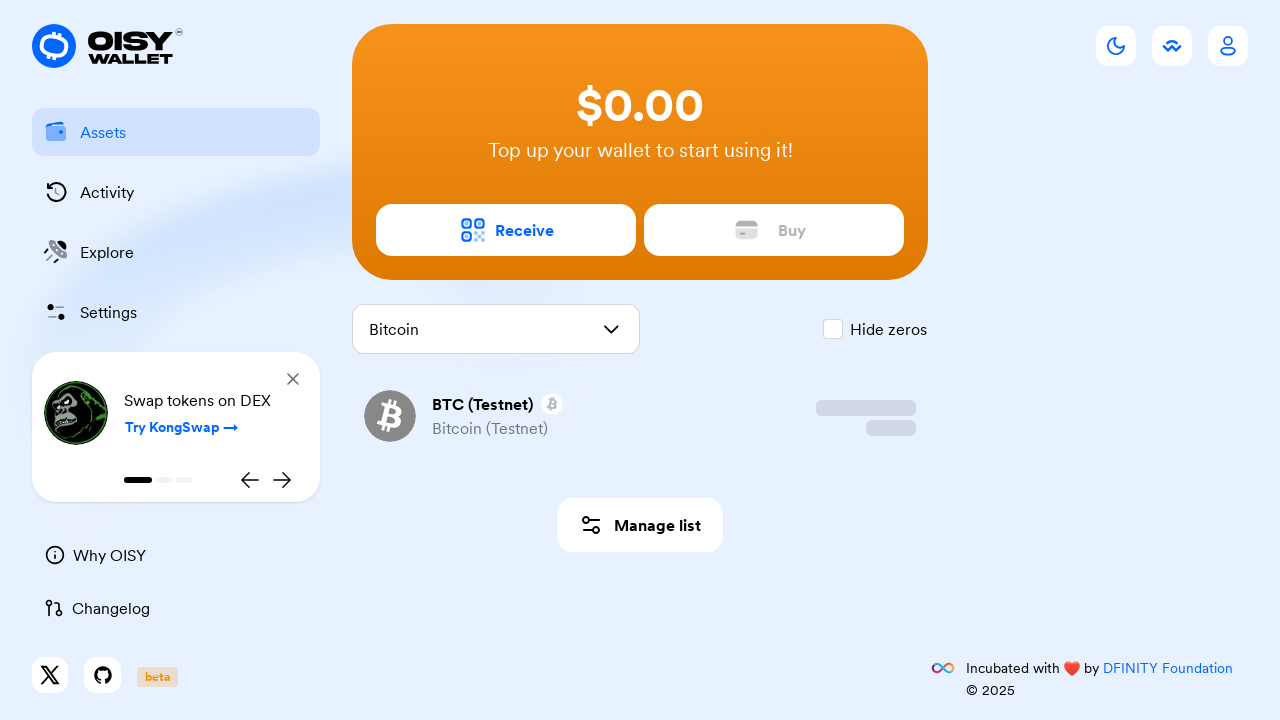 OISY
WALLET
Assets
Activity
Explore
Settings
Swap tokens on DEX
Try KongSwap →
Why OISY
Changelog
beta
$0.00
Top up your wallet to start using it!
Receive
Buy
Bitcoin
Hide zeros
BTC (Testnet)
Bitcoin (Testnet)
Manage list
Incubated with ❤️ by DFINITY Foundation
© 2025